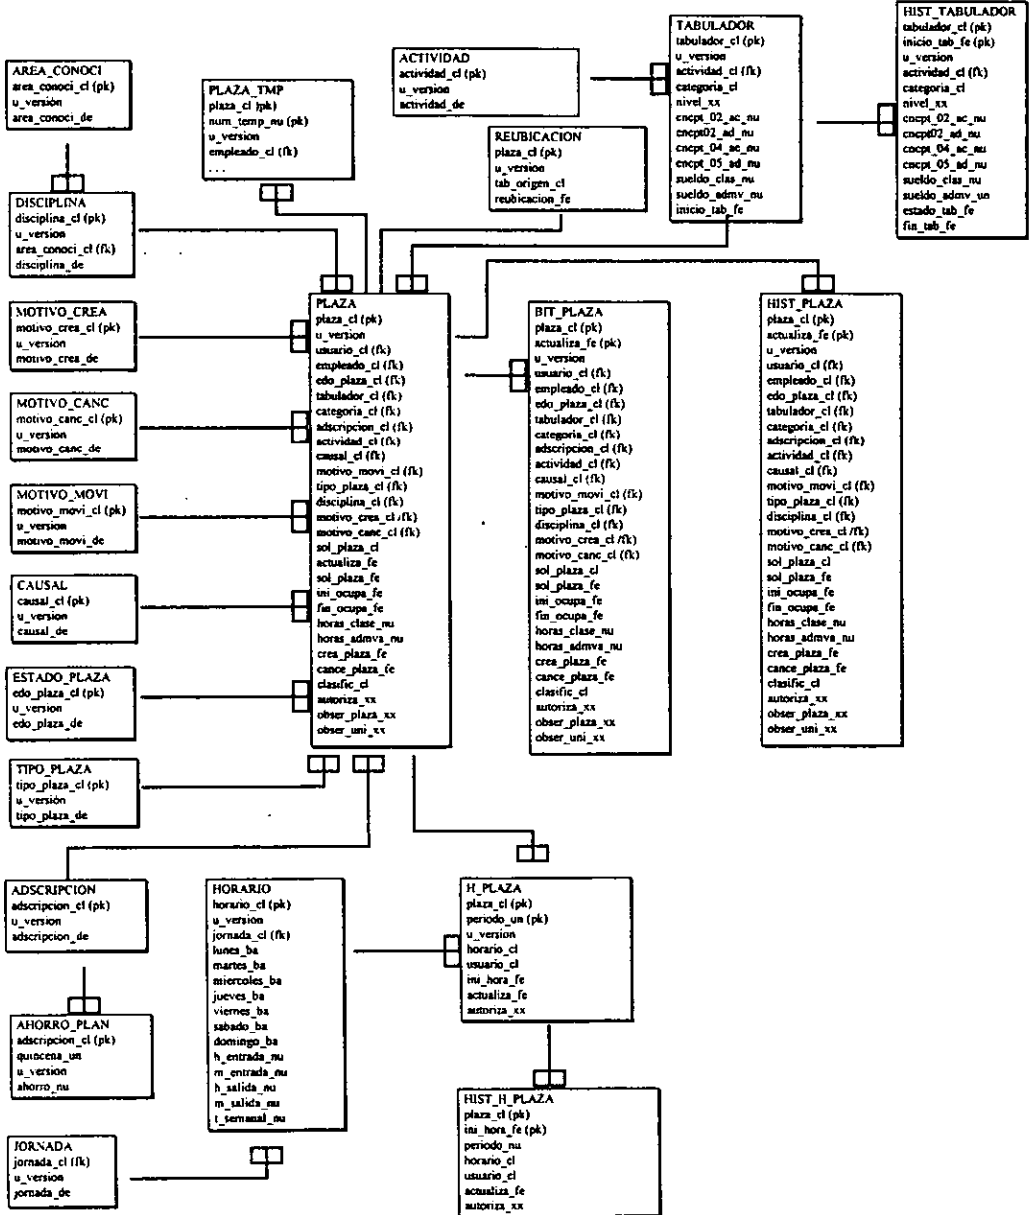 AREA_CONOCI
area_conoci_cl (pk)
u_versión
area_conoci_de
PLAZA_TMP
plaza_cl (pk)
num_temp_nu (pk)
u_version
empleado_cl (fk)
. . .
ACTIVIDAD
actividad_cl (pk)
u_version
actividad_de
REUBICACION
plaza_cl (pk)
u_version
tab_origen_cl
reubicacion_fe
TABULADOR
tabulador_cl (pk)
u_version
actividad_cl (fk)
categoria_cl
nivel_xx
cncpt_02_ac_nu
cncpt02_ad_nu
cncpt_04_ac_nu
cncpt_05_ad_nu
sueldo_clas_nu
sueldo_admv_nu
inicio_tab_fe
HIST_TABULADOR
tabulador_cl (pk)
inicio_tab_fe (pk)
u_version
actividad_cl (fk)
categoria_cl
nivel_xx
cncpt_02_ac_nu
cncpt02_ad_nu
cncpt_04_ac_nu
cncpt_05_ad_nu
sueldo_clas_nu
sueldo_admv_un
estado_tab_fe
fin_tab_fe
DISCIPLINA
disciplina_cl (pk)
u_version
area_conoci_cl (fk)
disciplina_de
MOTIVO_CREA
motivo_crea_cl (pk)
u_version
motivo_crea_de
MOTIVO_CANC
motivo_canc_cl (pk)
u_version
motivo_canc_de
MOTIVO_MOVI
motivo_movi_cl (pk)
u_version
motivo_movi_de
CAUSAL
causal_cl (pk)
u_version
causal_de
ESTADO_PLAZA
edo_plaza_cl (pk)
u_version
edo_plaza_de
TIPO_PLAZA
tipo_plaza_cl (pk)
u_versión
tipo_plaza_de
PLAZA
plaza_cl (pk)
u_version
usuario_cl (fk)
empleado_cl (fk)
edo_plaza_cl (fk)
tabulador_cl (fk)
categoria_cl (fk)
adscripcion_cl (fk)
actividad_cl (fk)
causal_cl (fk)
motivo_movi_cl (fk)
tipo_plaza_cl (fk)
disciplina_cl (fk)
motivo_crea_cl /fk)
motivo_canc_cl (fk)
sol_plaza_cl
actualiza_fe
sol_plaza_fe
ini_ocupa_fe
fin_ocupa_fe
horas_clase_nu
horas_admva_nu
crea_plaza_fe
cance_plaza_fe
clasific_cl
autoriza_xx
obser_plaza_xx
obser_uni_xx
BIT_PLAZA
plaza_cl (pk)
actualiza_fe (pk)
u_version
usuario_cl (fk)
empleado_cl (fk)
edo_plaza_cl (fk)
tabulador_cl (fk)
categoria_cl (fk)
adscripcion_cl (fk)
actividad_cl (fk)
causal_cl (fk)
motivo_movi_cl (fk)
tipo_plaza_cl (fk)
disciplina_cl (fk)
motivo_crea_cl /fk)
motivo_canc_cl (fk)
sol_plaza_cl
sol_plaza_fe
ini_ocupa_fe
fin_ocupa_fe
horas_clase_nu
horas_admva_nu
crea_plaza_fe
cance_plaza_fe
clasific_cl
autoriza_xx
obser_plaza_xx
obser_uni_xx
HIST_PLAZA
plaza_cl (pk)
actualiza_fe (pk)
u_version
usuario_cl (fk)
empleado_cl (fk)
edo_plaza_cl (fk)
tabulador_cl (fk)
categoria_cl (fk)
adscripcion_cl (fk)
actividad_cl (fk)
causal_cl (fk)
motivo_movi_cl (fk)
tipo_plaza_cl (fk)
disciplina_cl (fk)
motivo_crea_cl /fk)
motivo_canc_cl (fk)
sol_plaza_cl
sol_plaza_fe
ini_ocupa_fe
fin_ocupa_fe
horas_clase_nu
horas_admva_nu
crea_plaza_fe
cance_plaza_fe
clasific_cl
autoriza_xx
obser_plaza_xx
obser_uni_xx
ADSCRIPCION
adscripcion_cl (pk)
u_version
adscripcion_de
AHORRO_PLAN
adscripcion_cl (pk)
quincena_un
u_version
ahorro_nu
JORNADA
jornada_cl (fk)
u_version
jornada_de
HORARIO
horario_cl (pk)
u_version
jornada_cl (fk)
lunes_ba
martes_ba
miercoles_ba
jueves_ba
viernes_ba
sabado_ba
domingo_ba
h_entrada_nu
m_entrada_nu
h_salida_nu
m_salida_nu
t_semanal_nu
H_PLAZA
plaza_cl (pk)
periodo_un (pk)
u_version
horario_cl
usuario_cl
ini_hora_fe
actualiza_fe
autoriza_xx
HIST_H_PLAZA
plaza_cl (pk)
ini_hora_fe (pk)
periodo_nu
horario_cl
usuario_cl
actualiza_fe
autoriza_xx